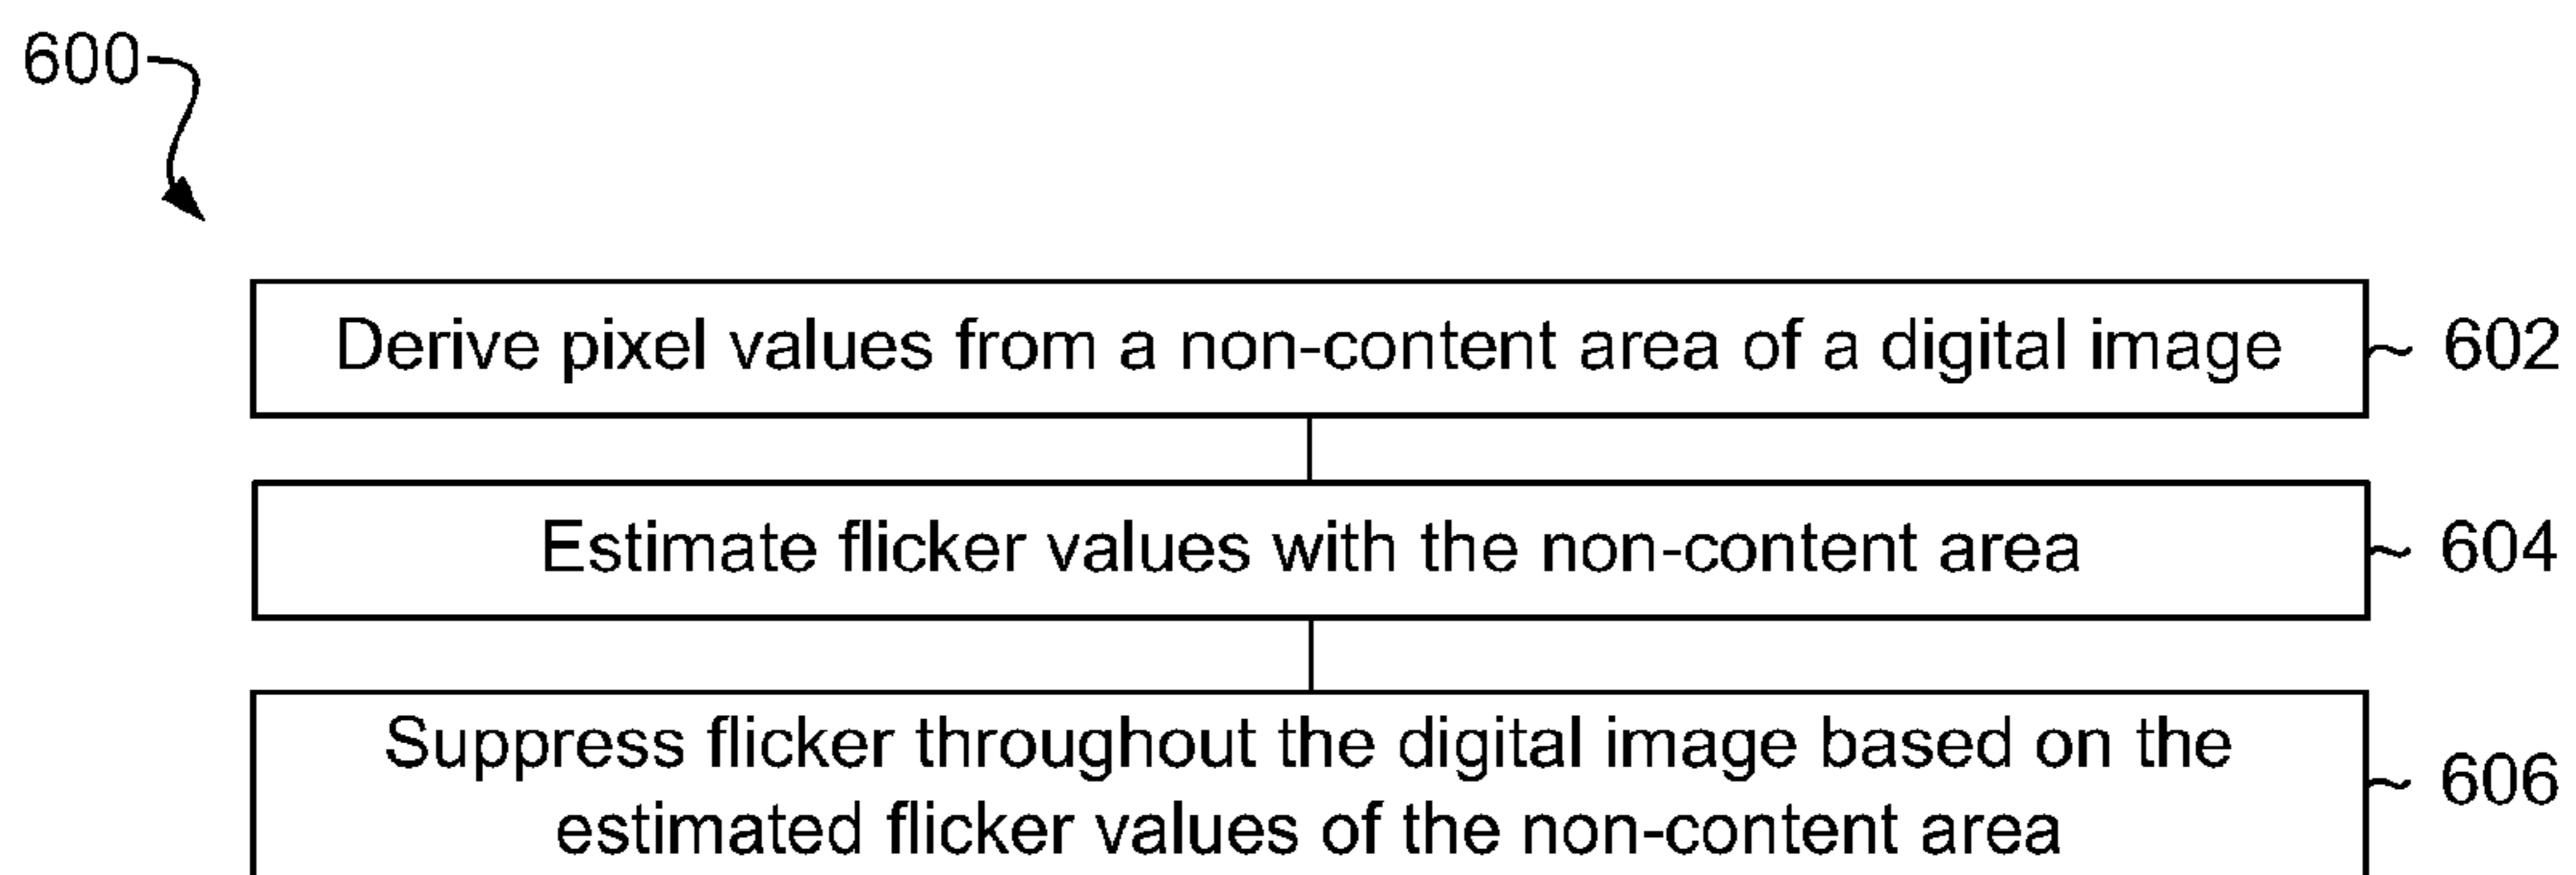 600
Derive pixel values from a non-content area of a digital image 602
Estimate flicker values with the non-content area 604
Suppress flicker throughout the digital image based on the
606
estimated flicker values of the non-content area